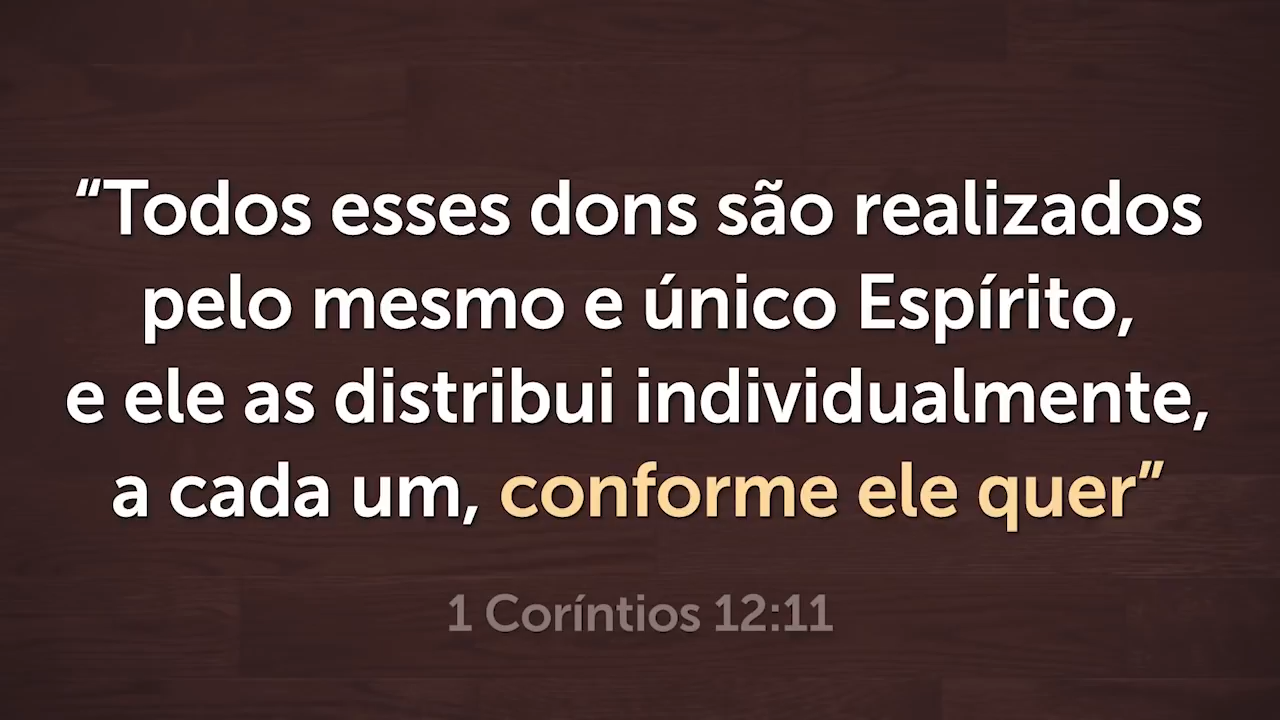 “Todos esses dons são realizados
pelo mesmo e único Espírito,
e ele as distribui individualmente,
a cada um, conforme ele quer”
1 Coríntios 12:11